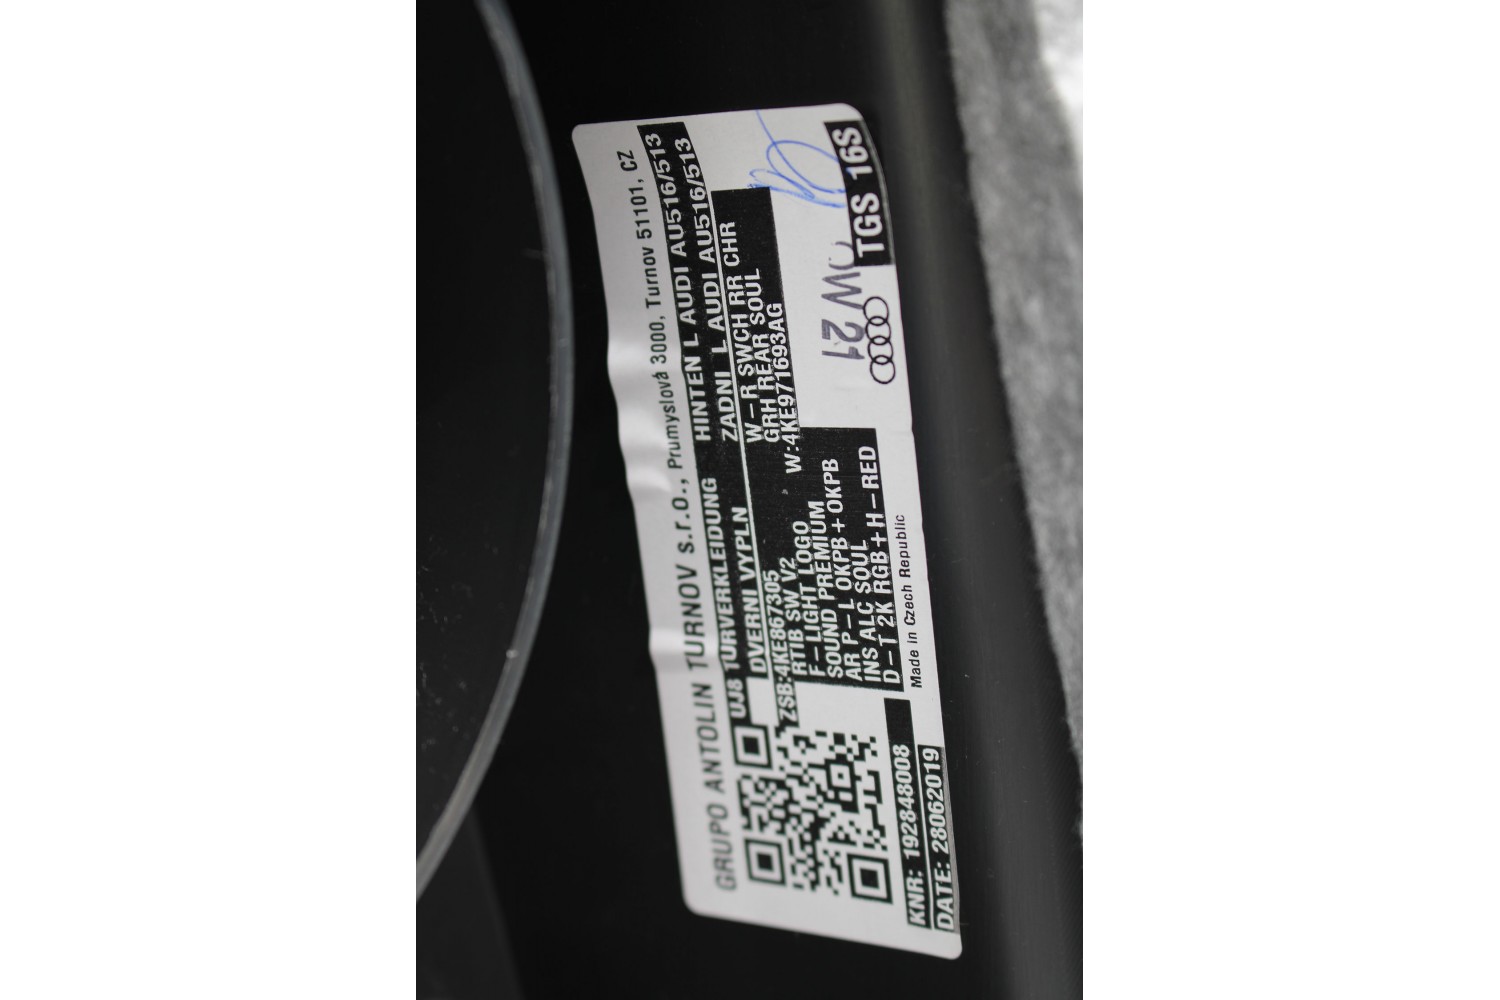 GRUPO ANTOLIN TURNOV s.r.o., Prumyslová 3000, Turnov 51101, CZ
UJ8 TURVERKLEIDUNG HINTEN L AUDI AU516/513
DVERNI VYPLN ZADNI L AUDI AU516/513
ZSB:4KE867305 W-R SWCH RR CHR
RTIB SW V2 GRH REAR SOUL
F-LIGHT LOGO W:4KE971693AG
SOUND PREMIUM
AR P-L OKPB+OKPB
INS ALC SOUL
D-T 2K RGB+H-RED
Made in Czech Republic
W 21
TGS 16S
KNR: 192848008
DATE: 28062019